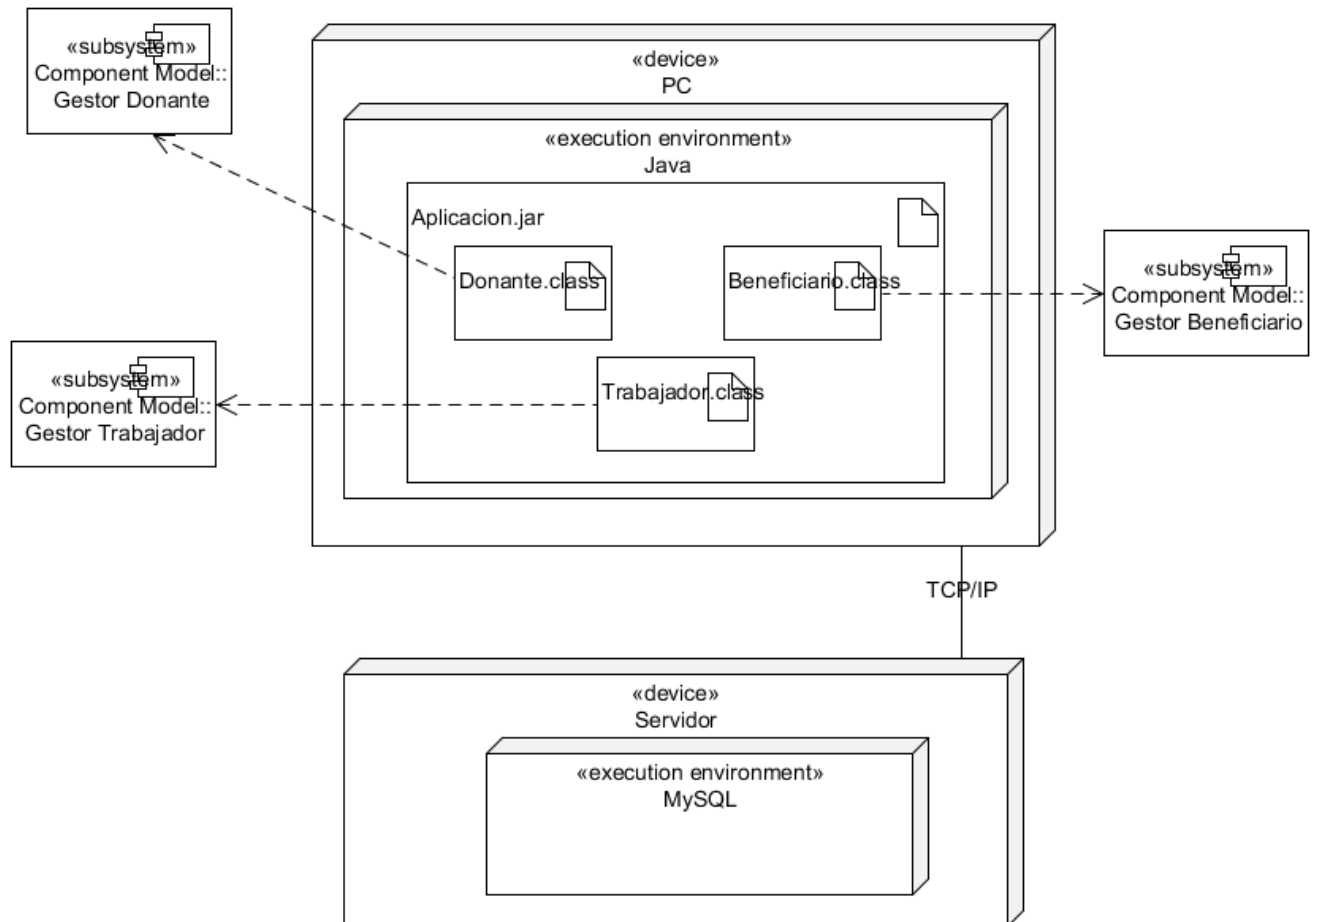 «subsystem»
Component Model::
Gestor Donante
«device»
PC
«execution environment»
Java
Aplicacion.jar
Donante.class
Beneficiario.class
«subsystem»
Component Model::
Gestor Beneficiario
«subsystem»
Component Model::
Gestor Trabajador
Trabajador.class
TCP/IP
«device»
Servidor
«execution environment»
MySQL